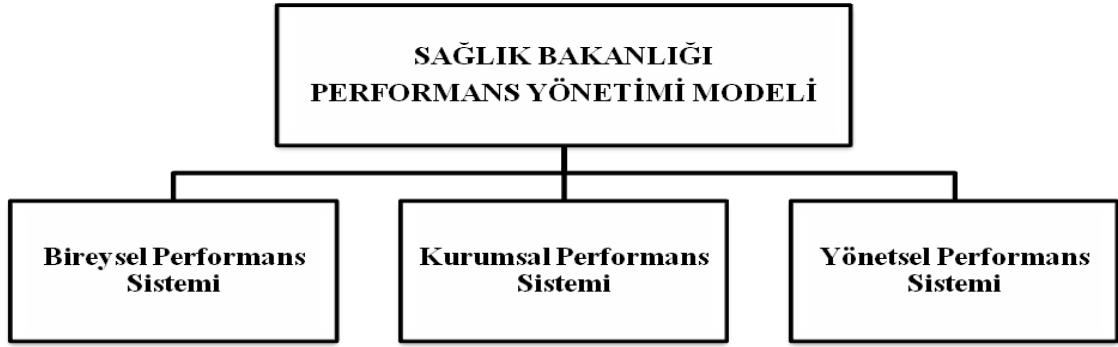 SAĞLIK BAKANLIĞI
PERFORMANS YÖNETİMİ MODELİ
Bireysel Performans
Sistemi
Kurumsal Performans
Sistemi
Yönetsel Performans
Sistemi